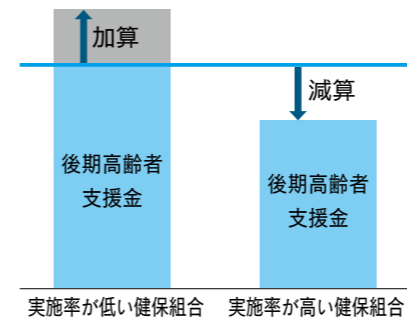 加算
減算
後期高齢者
支援金
後期高齢者
支援金
実施率が低い健保組合
実施率が高い健保組合